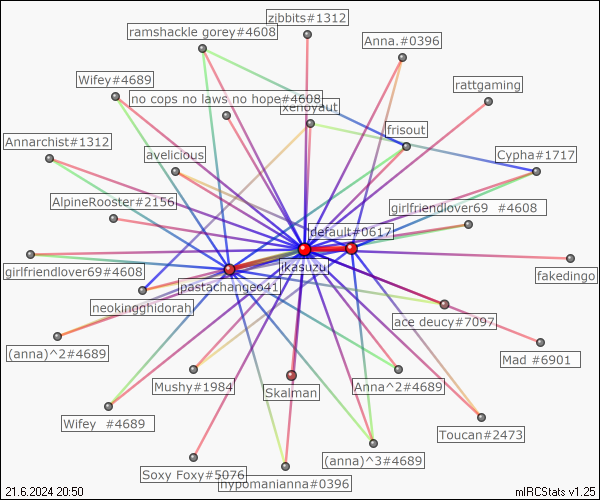 zibbits#1312
ramshackle gorey#4608
Anna.#0396
Wifey#4689
rattgaming
no cops no laws no hope#4608
xenoyaut
frisout
Annarchist#1312
avelicious
Cypha#1717
AlpineRooster#2156
girlfriendlover69 #4608
default#0617
girlfriendlover69#4608
ikasuzu
fakedingo
pastachangeo41
neokingghidorah
ace deucy#7097
(anna)^2#4689
Mad #6901
Mushy#1984
Anna^2#4689
Skalman
Wifey #4689
Toucan#2473
(anna)^3#4689
Soxy Foxy#5076
hypomanianna#0396
21.6.2024 20:50
mIRCStats v1.25